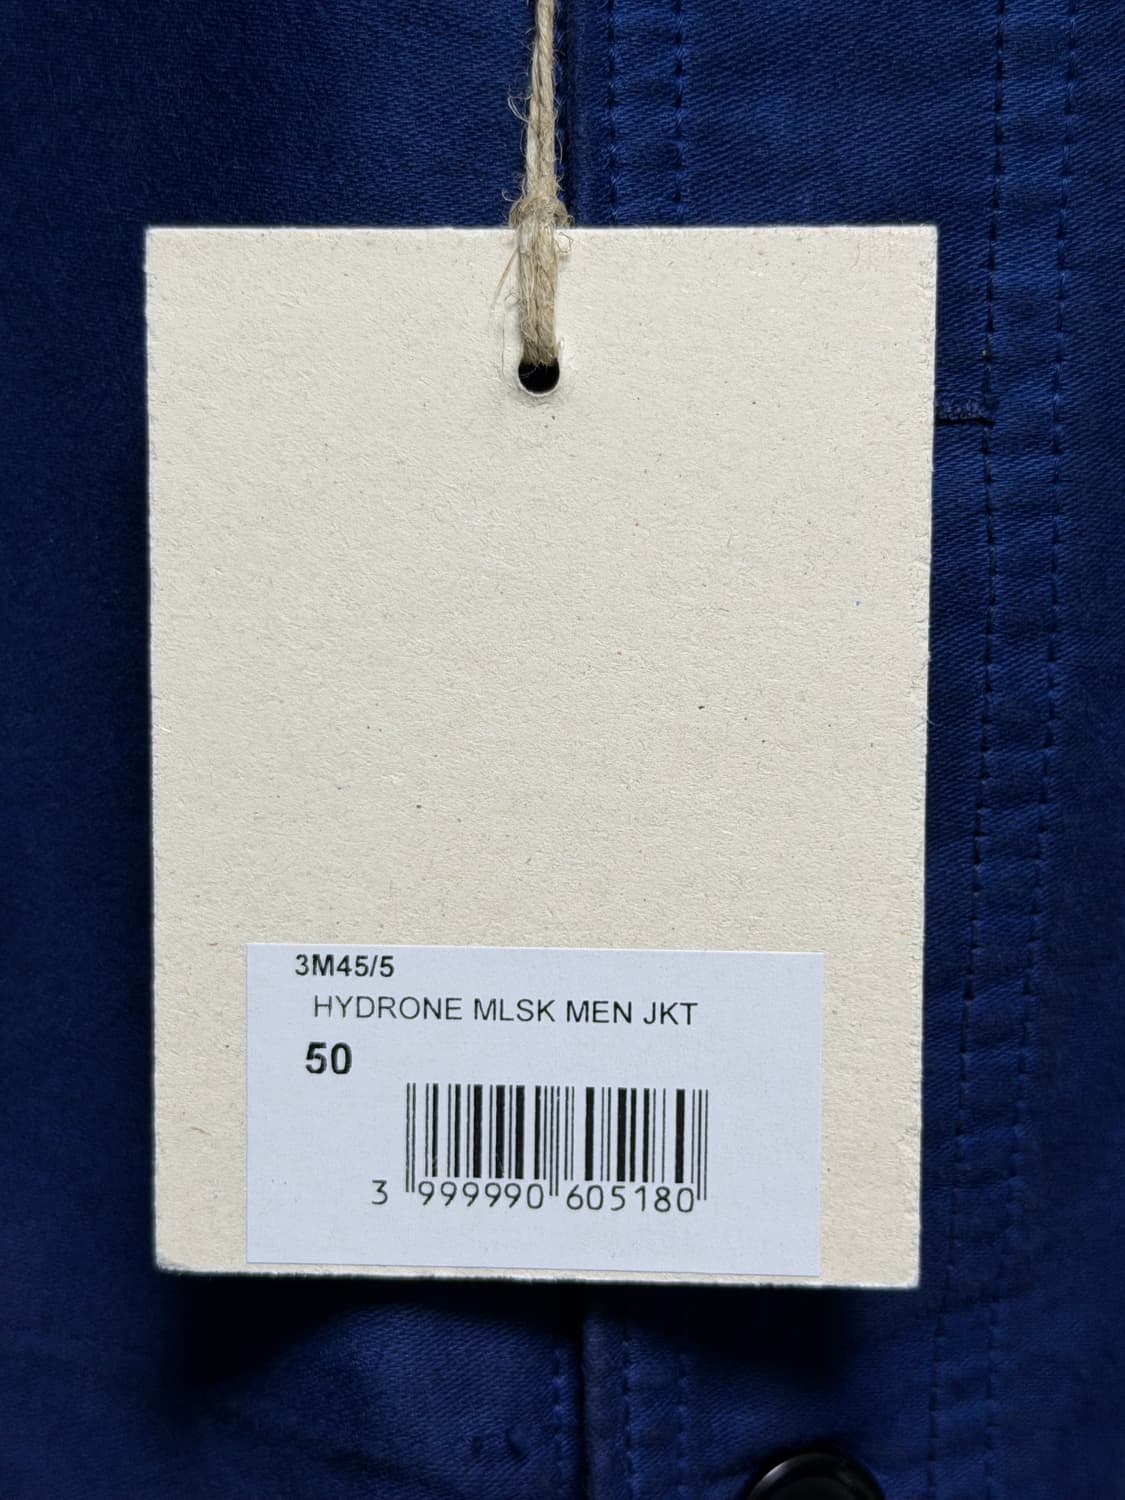 3M45/5
HYDRONE MLSK MEN JKT
50
3 999990 605180